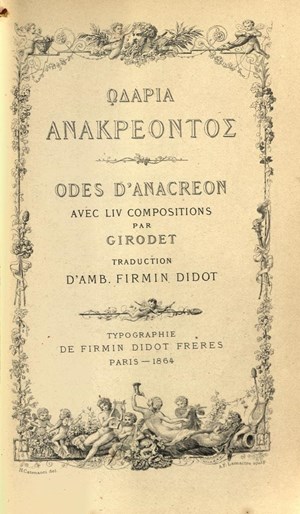 ΩΔΑΡΙΑ
ΑΝΑΚΡΕΟΝΤΟΣ
ODES D'ANACREON
AVEC LIV COMPOSITIONS
PAR
GIRODET
TRADUCTION
D'AMB. FIRMIN DIDOT
TYPOGRAPHIE
DE FIRMIN DIDOT FRÈRES
PARIS — 1864